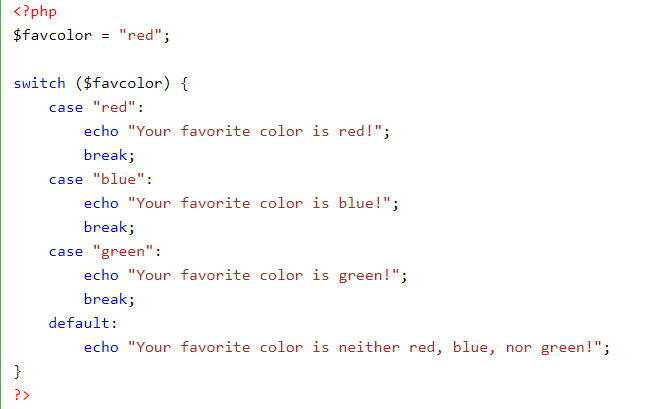 <?php
$favcolor = "red";

switch ($favcolor) {
    case "red":
        echo "Your favorite color is red!";
        break;
    case "blue":
        echo "Your favorite color is blue!";
        break;
    case "green":
        echo "Your favorite color is green!";
        break;
    default:
        echo "Your favorite color is neither red, blue, nor green!";
}
?>